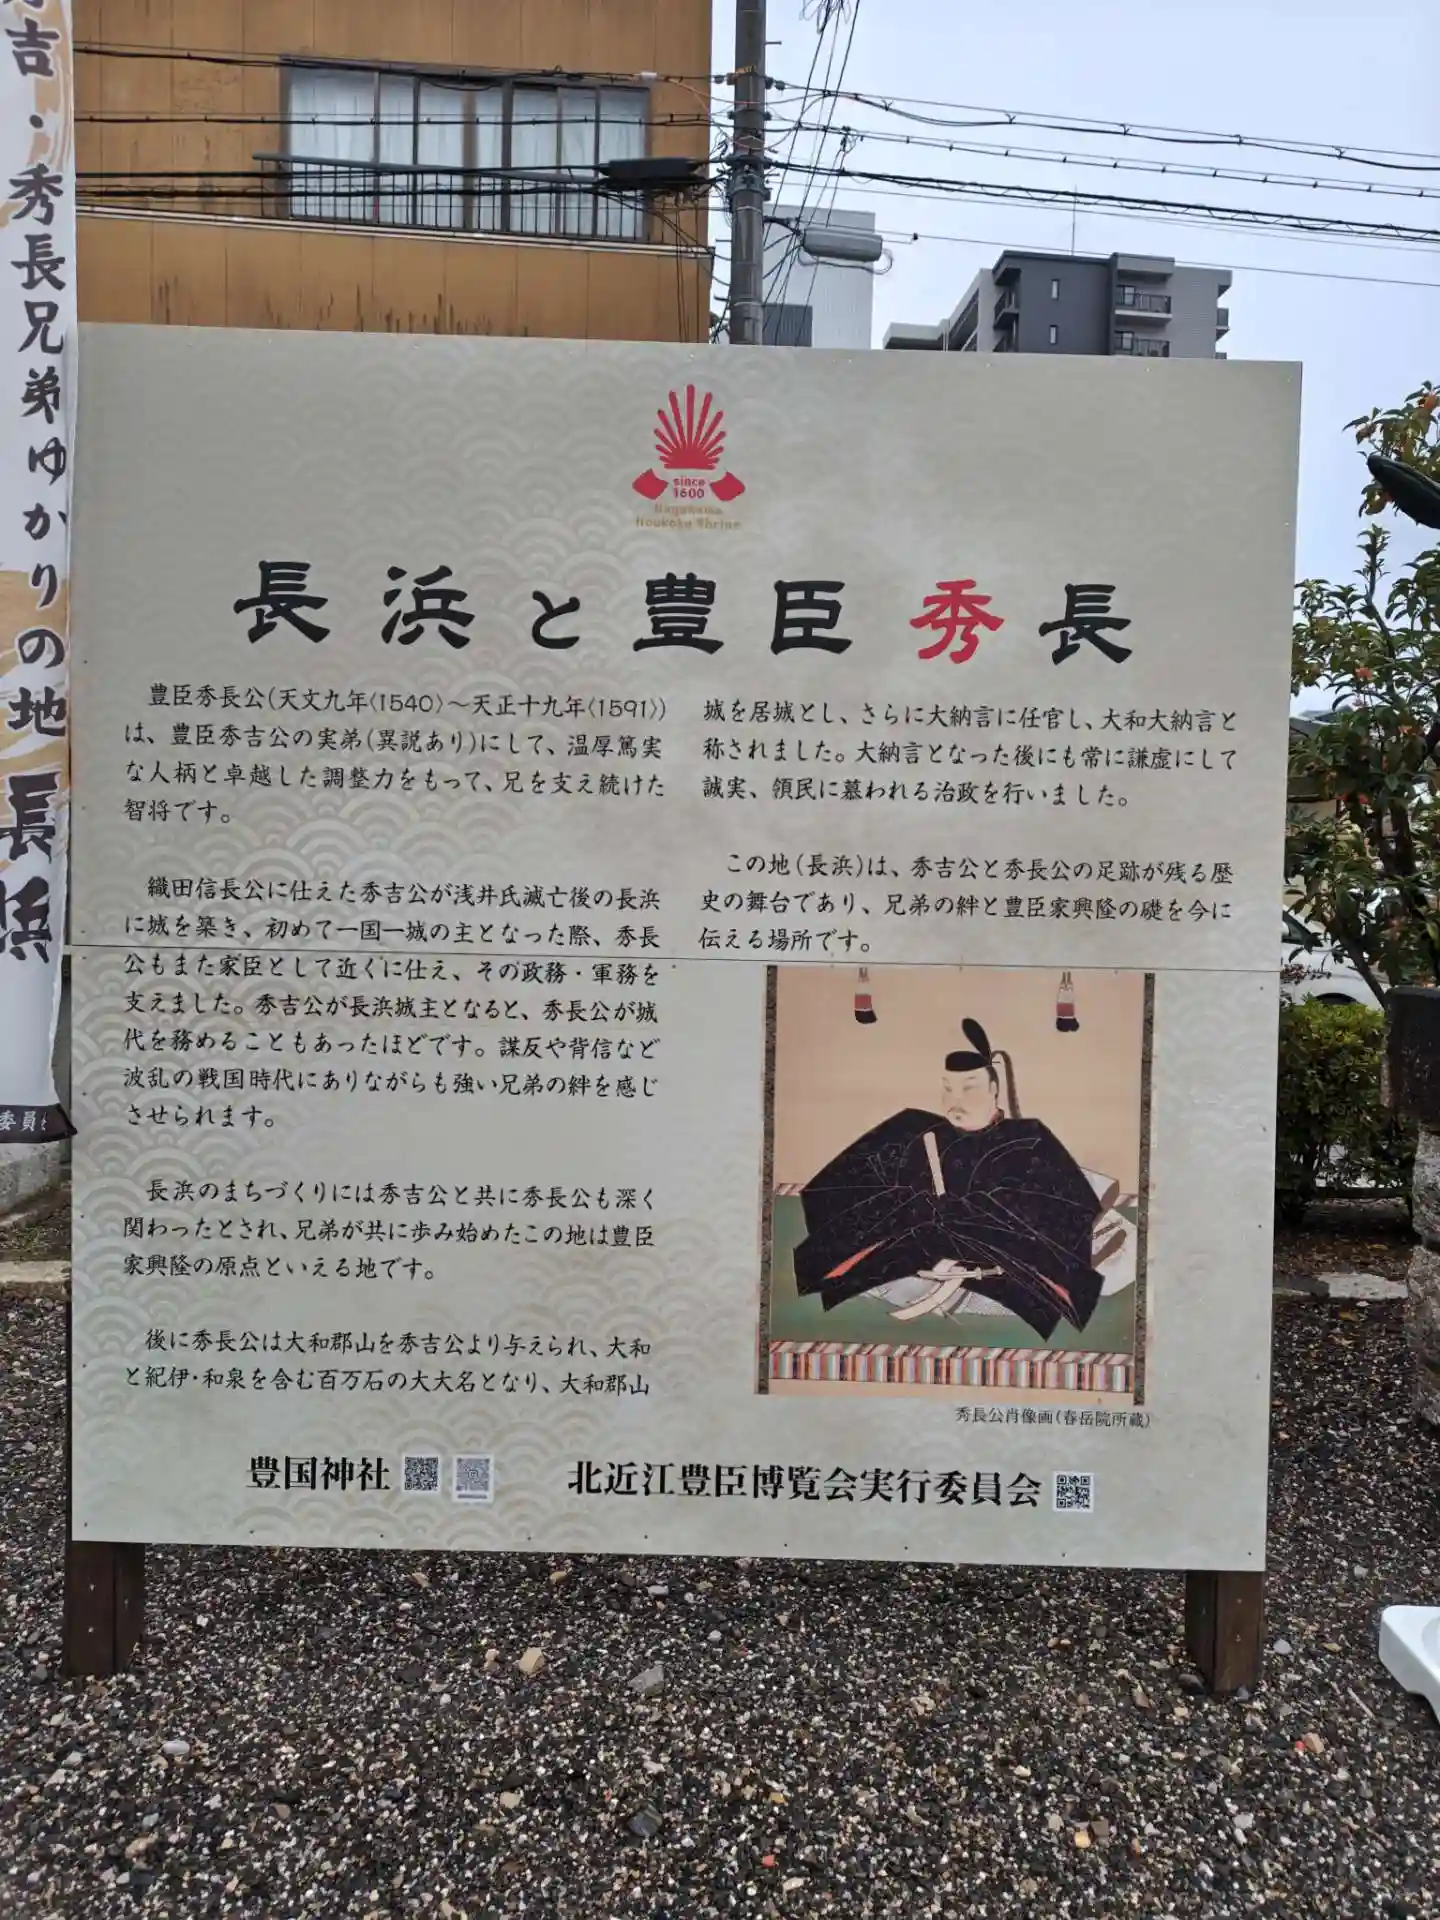 吉・秀長兄弟ゆかりの地 長浜
委員
since
1600
Nagahama
Houkoku Shrine
長浜と豊臣秀長
豊臣秀長公(天文九年〈1540〉～天正十九年〈1591〉)
は、豊臣秀吉公の実弟(異説あり)にして、温厚篤実
な人柄と卓越した調整力をもって、兄を支え続けた
智将です。
織田信長公に仕えた秀吉公が浅井氏滅亡後の長浜
に城を築き、初めて一国一城の主となった際、秀長
公もまた家臣として近くに仕え、その政務・軍務を
支えました。秀吉公が長浜城主となると、秀長公が城
代を務めることもあったほどです。謀反や背信など
波乱の戦国時代にありながらも強い兄弟の絆を感じ
させられます。
長浜のまちづくりには秀吉公と共に秀長公も深く
関わったとされ、兄弟が共に歩み始めたこの地は豊臣
家興隆の原点といえる地です。
後に秀長公は大和郡山を秀吉公より与えられ、大和
と紀伊・和泉を含む百万石の大大名となり、大和郡山
城を居城とし、さらに大納言に任官し、大和大納言と
称されました。大納言となった後にも常に謙虚にして
誠実、領民に慕われる治政を行いました。
この地(長浜)は、秀吉公と秀長公の足跡が残る歴
史の舞台であり、兄弟の絆と豊臣家興隆の礎を今に
伝える場所です。
秀長公肖像画(春岳院所蔵)
豊国神社
北近江豊臣博覧会実行委員会